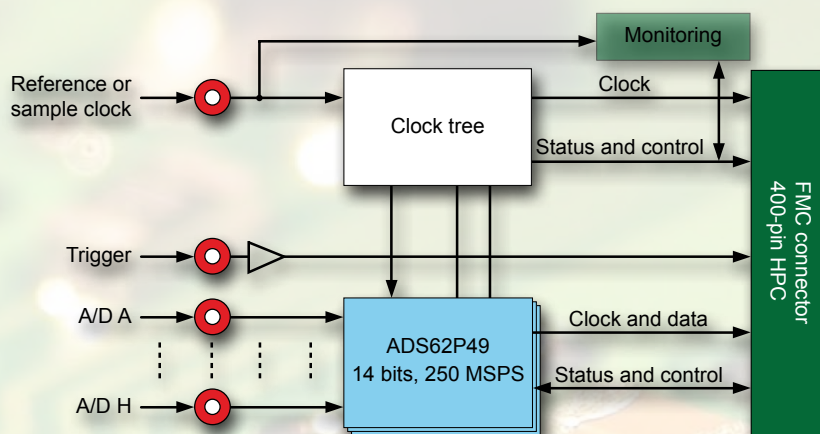 Monitoring
Reference or
sample clock
Clock
Clock tree
Status and control
FMC connector
400-pin HPC
Trigger
A/D A
Clock and data
ADS62P49
14 bits, 250 MSPS
Status and control
A/D H